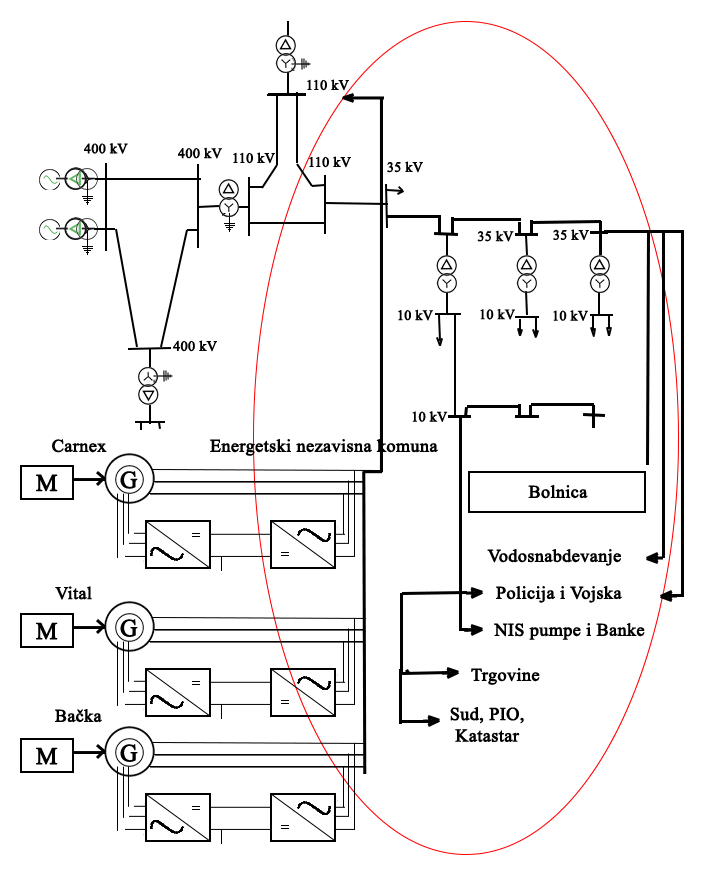 110 kV
400 kV
400 kV
110 kV
110 kV
35 kV
35 kV
35 kV
400 kV
10 kV
10 kV
10 kV
10 kV
Carnex
Energetski nezavisna komuna
M
G
=
=
Bolnica
Vodosnabdevanje
Policija i Vojska
NIS pumpe i Banke
Trgovine
Sud, PIO,
Katastar
Vital
M
G
=
=
Bačka
M
G
=
=